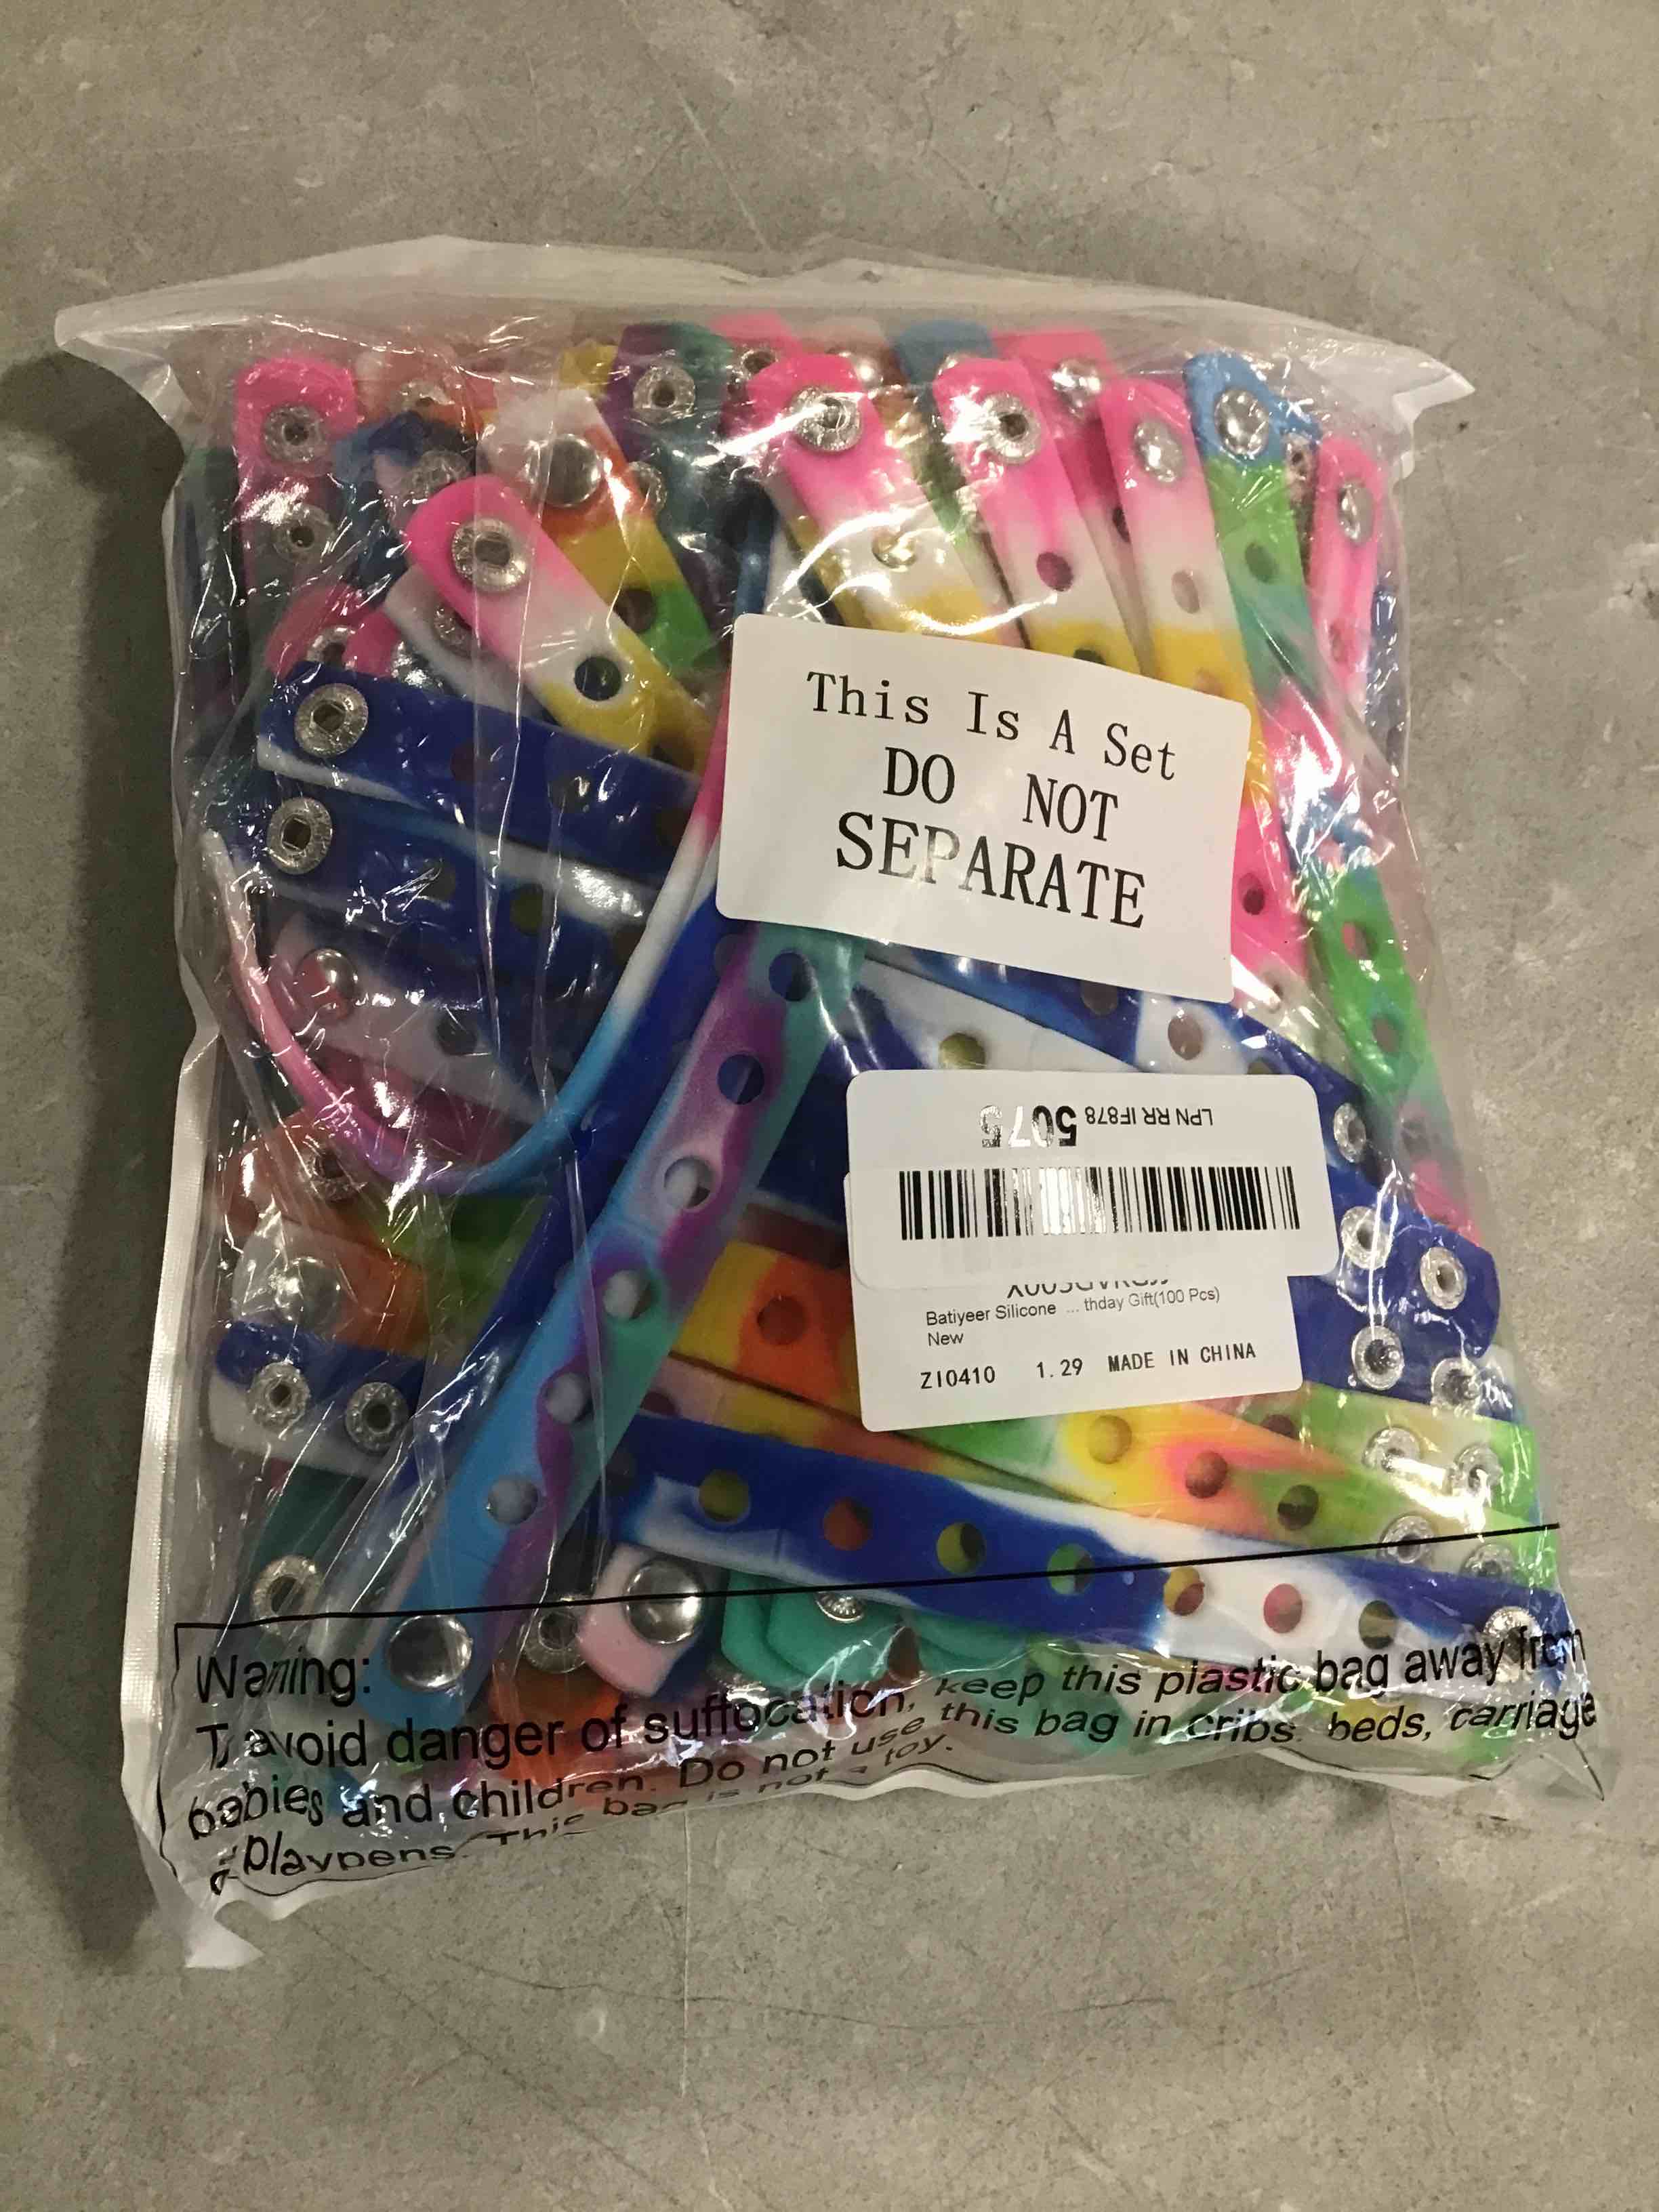 This Is A Set
DO NOT
SEPARATE
LPN RR IF878 5075
Batiyeer Silicone ... thday Gift(100 Pcs)
New
ZI0410 1.29 MADE IN CHINA
Warning:
To avoid danger of suffocation, keep this plastic bag away from
babies and children. Do not use this bag in cribs, beds, carriage
playpens. This bag is not a toy.